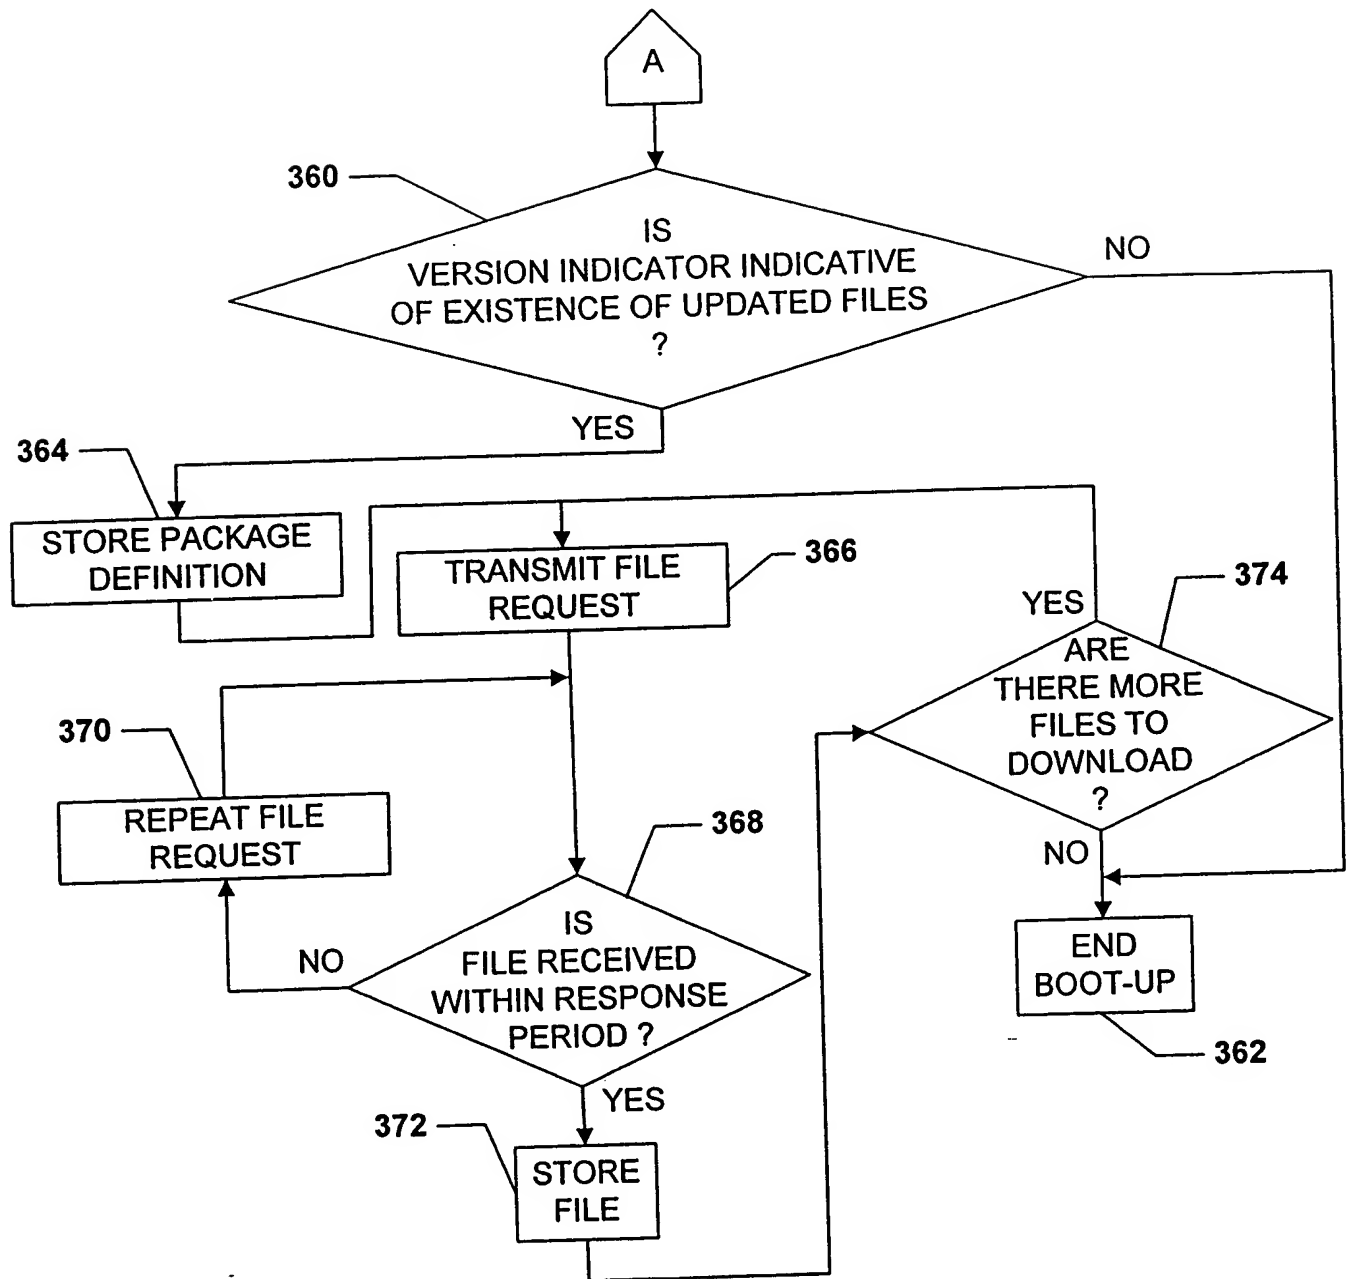 A
360
IS
VERSION INDICATOR INDICATIVE
OF EXISTENCE OF UPDATED FILES
?
NO
YES
364
STORE PACKAGE
DEFINITION
TRANSMIT FILE
REQUEST
366
374
YES
ARE
THERE MORE
FILES TO
DOWNLOAD
?
370
REPEAT FILE
REQUEST
368
NO
IS
FILE RECEIVED
WITHIN RESPONSE
PERIOD ?
NO
END
BOOT-UP
362
YES
372
STORE
FILE